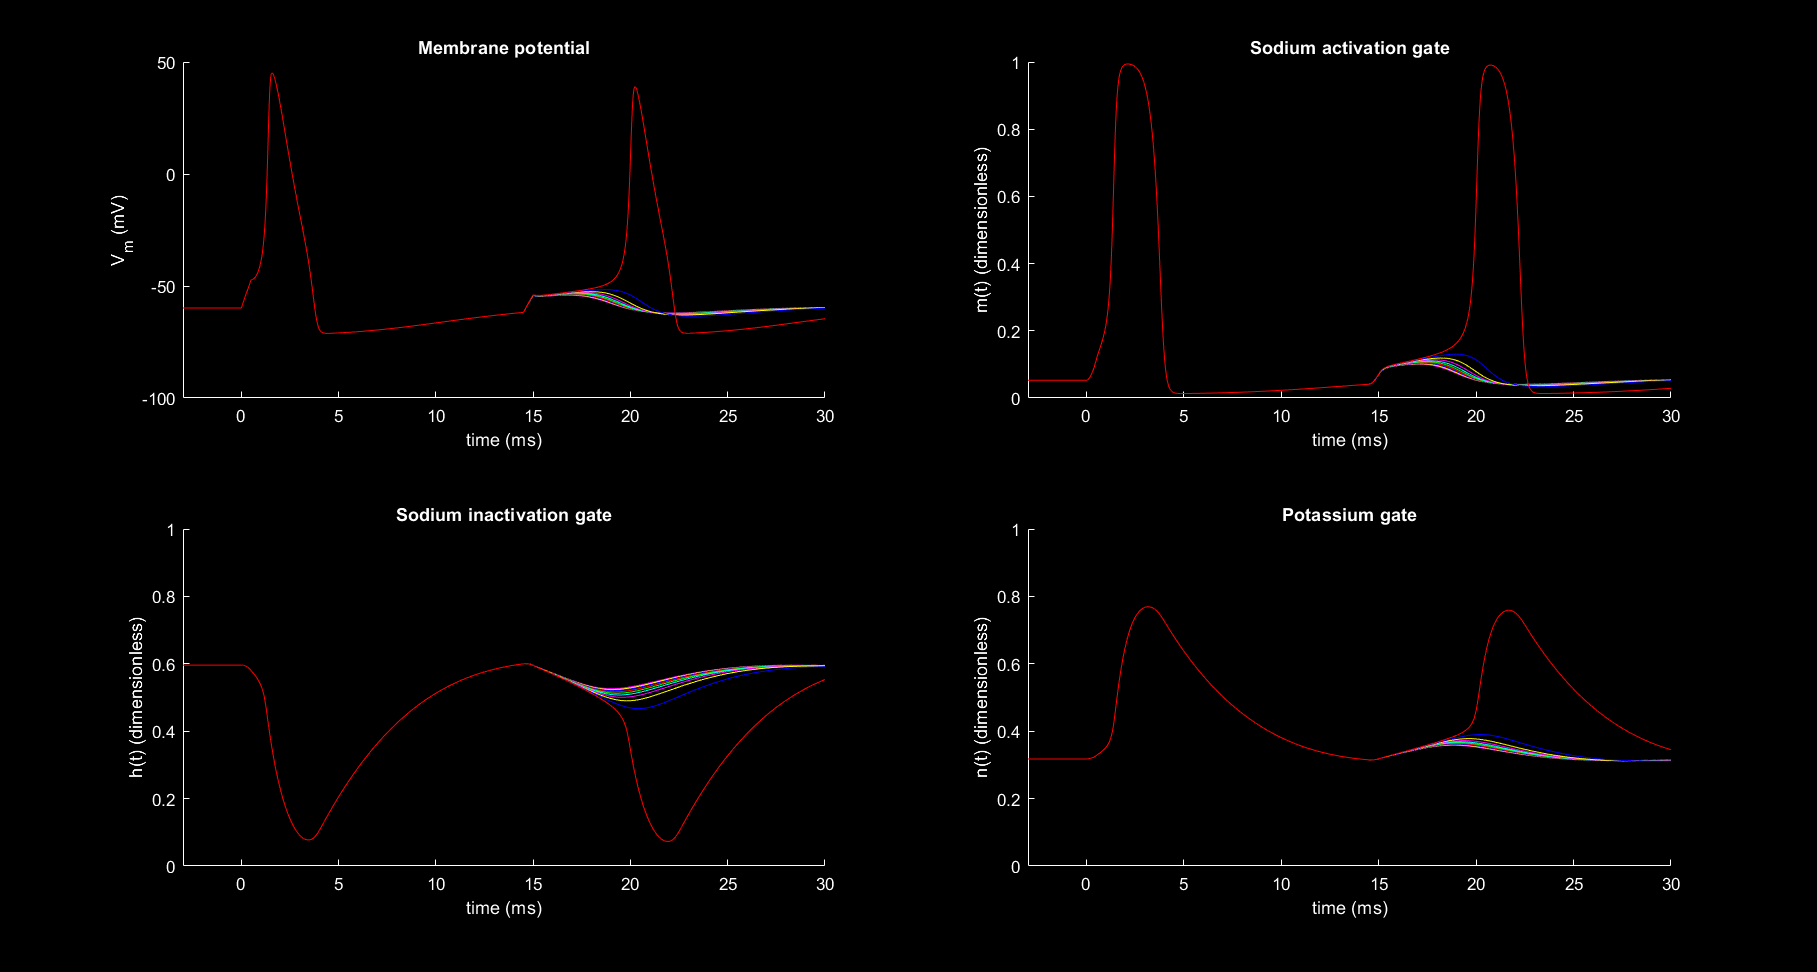 Membrane potential
50
0
-50
-100
V_m (mV)
0 5 10 15 20 25 30
time (ms)
Sodium activation gate
1
0.8
0.6
0.4
0.2
0
m(t) (dimensionless)
0 5 10 15 20 25 30
time (ms)
Sodium inactivation gate
1
0.8
0.6
0.4
0.2
0
h(t) (dimensionless)
0 5 10 15 20 25 30
time (ms)
Potassium gate
1
0.8
0.6
0.4
0.2
0
n(t) (dimensionless)
0 5 10 15 20 25 30
time (ms)